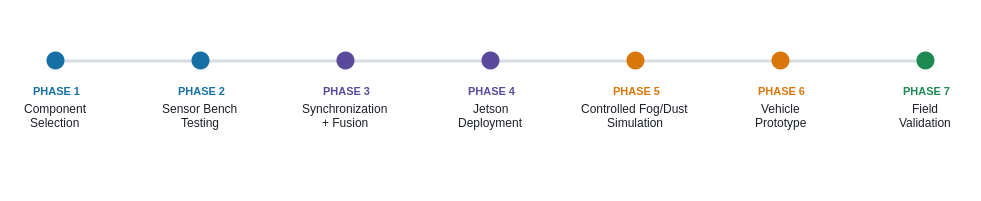 PHASE 1
Component
Selection
PHASE 2
Sensor Bench
Testing
PHASE 3
Synchronization
+ Fusion
PHASE 4
Jetson
Deployment
PHASE 5
Controlled Fog/Dust
Simulation
PHASE 6
Vehicle
Prototype
PHASE 7
Field
Validation